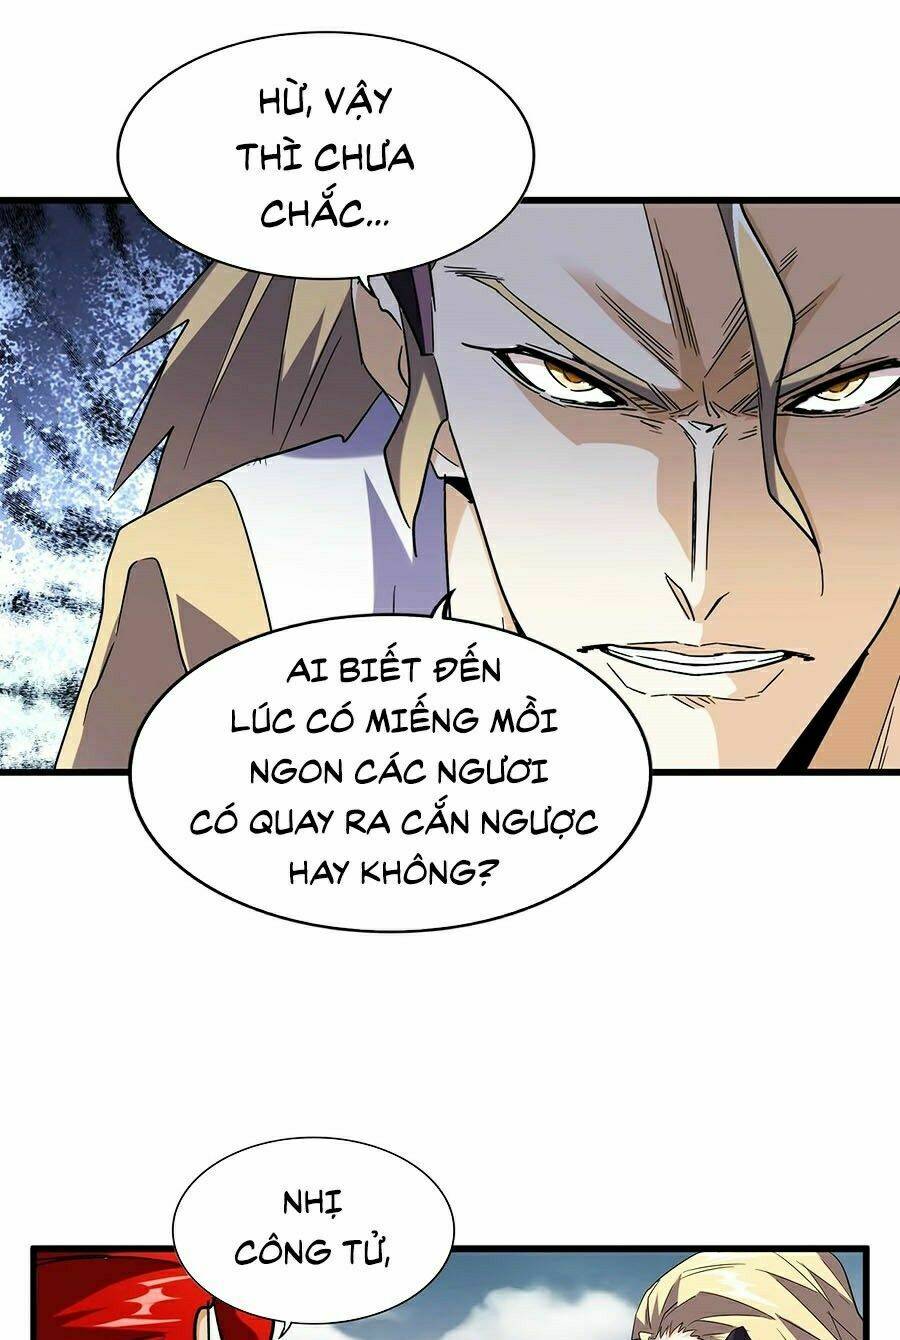 HỪ, VẬY
THÌ CHƯA
CHẮC...
AI BIẾT ĐẾN
LÚC CÓ MIẾNG MỒI
NGON CÁC NGƯƠI
CÓ QUAY RA CẮN NGƯỢC
HAY KHÔNG?
NHỊ
CÔNG TỬ,